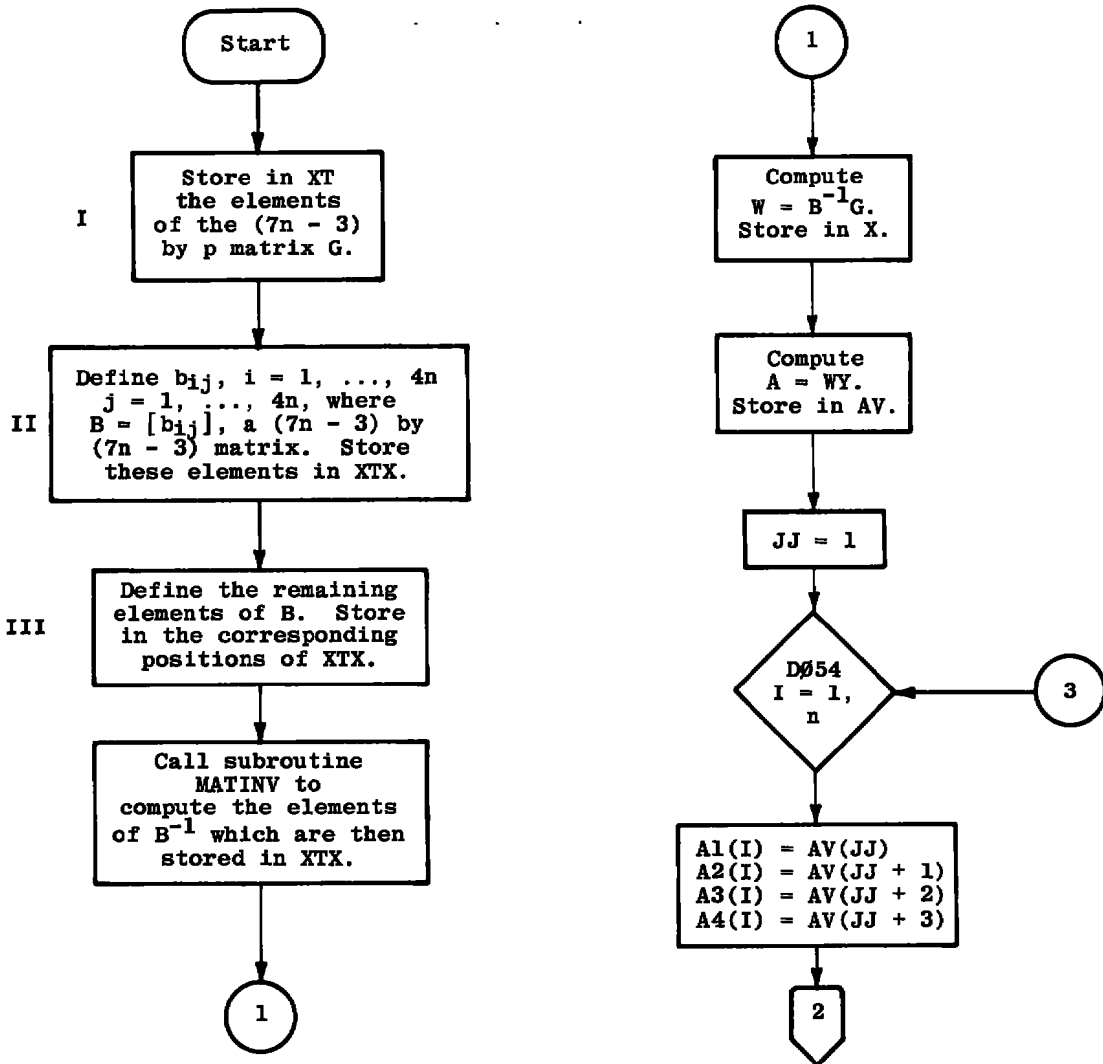 Start
I
Store in XT
the elements
of the (7n - 3)
by p matrix G.
II
Define bij, i = 1, ..., 4n
j = 1, ..., 4n, where
B = [bij], a (7n - 3) by
(7n - 3) matrix. Store
these elements in XTX.
III
Define the remaining
elements of B. Store
in the corresponding
positions of XTX.
Call subroutine
MATINV to
compute the elements
of B⁻¹ which are then
stored in XTX.
1
1
Compute
W = B⁻¹G.
Store in X.
Compute
A = WY.
Store in AV.
JJ = 1
DØ54
I = 1,
n
3
A1(I) = AV(JJ)
A2(I) = AV(JJ + 1)
A3(I) = AV(JJ + 2)
A4(I) = AV(JJ + 3)
2